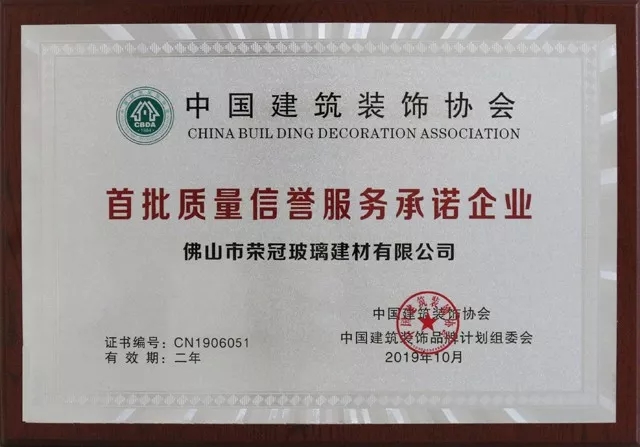 CBDA
1984
中国建筑装饰协会
CHINA BUILDING DECORATION ASSOCIATION
首批质量信誉服务承诺企业
佛山市荣冠玻璃建材有限公司
中国建筑装饰协会
中国建筑装饰品牌计划组委会
2019年10月
证书编号：CN1906051
有效期：二年